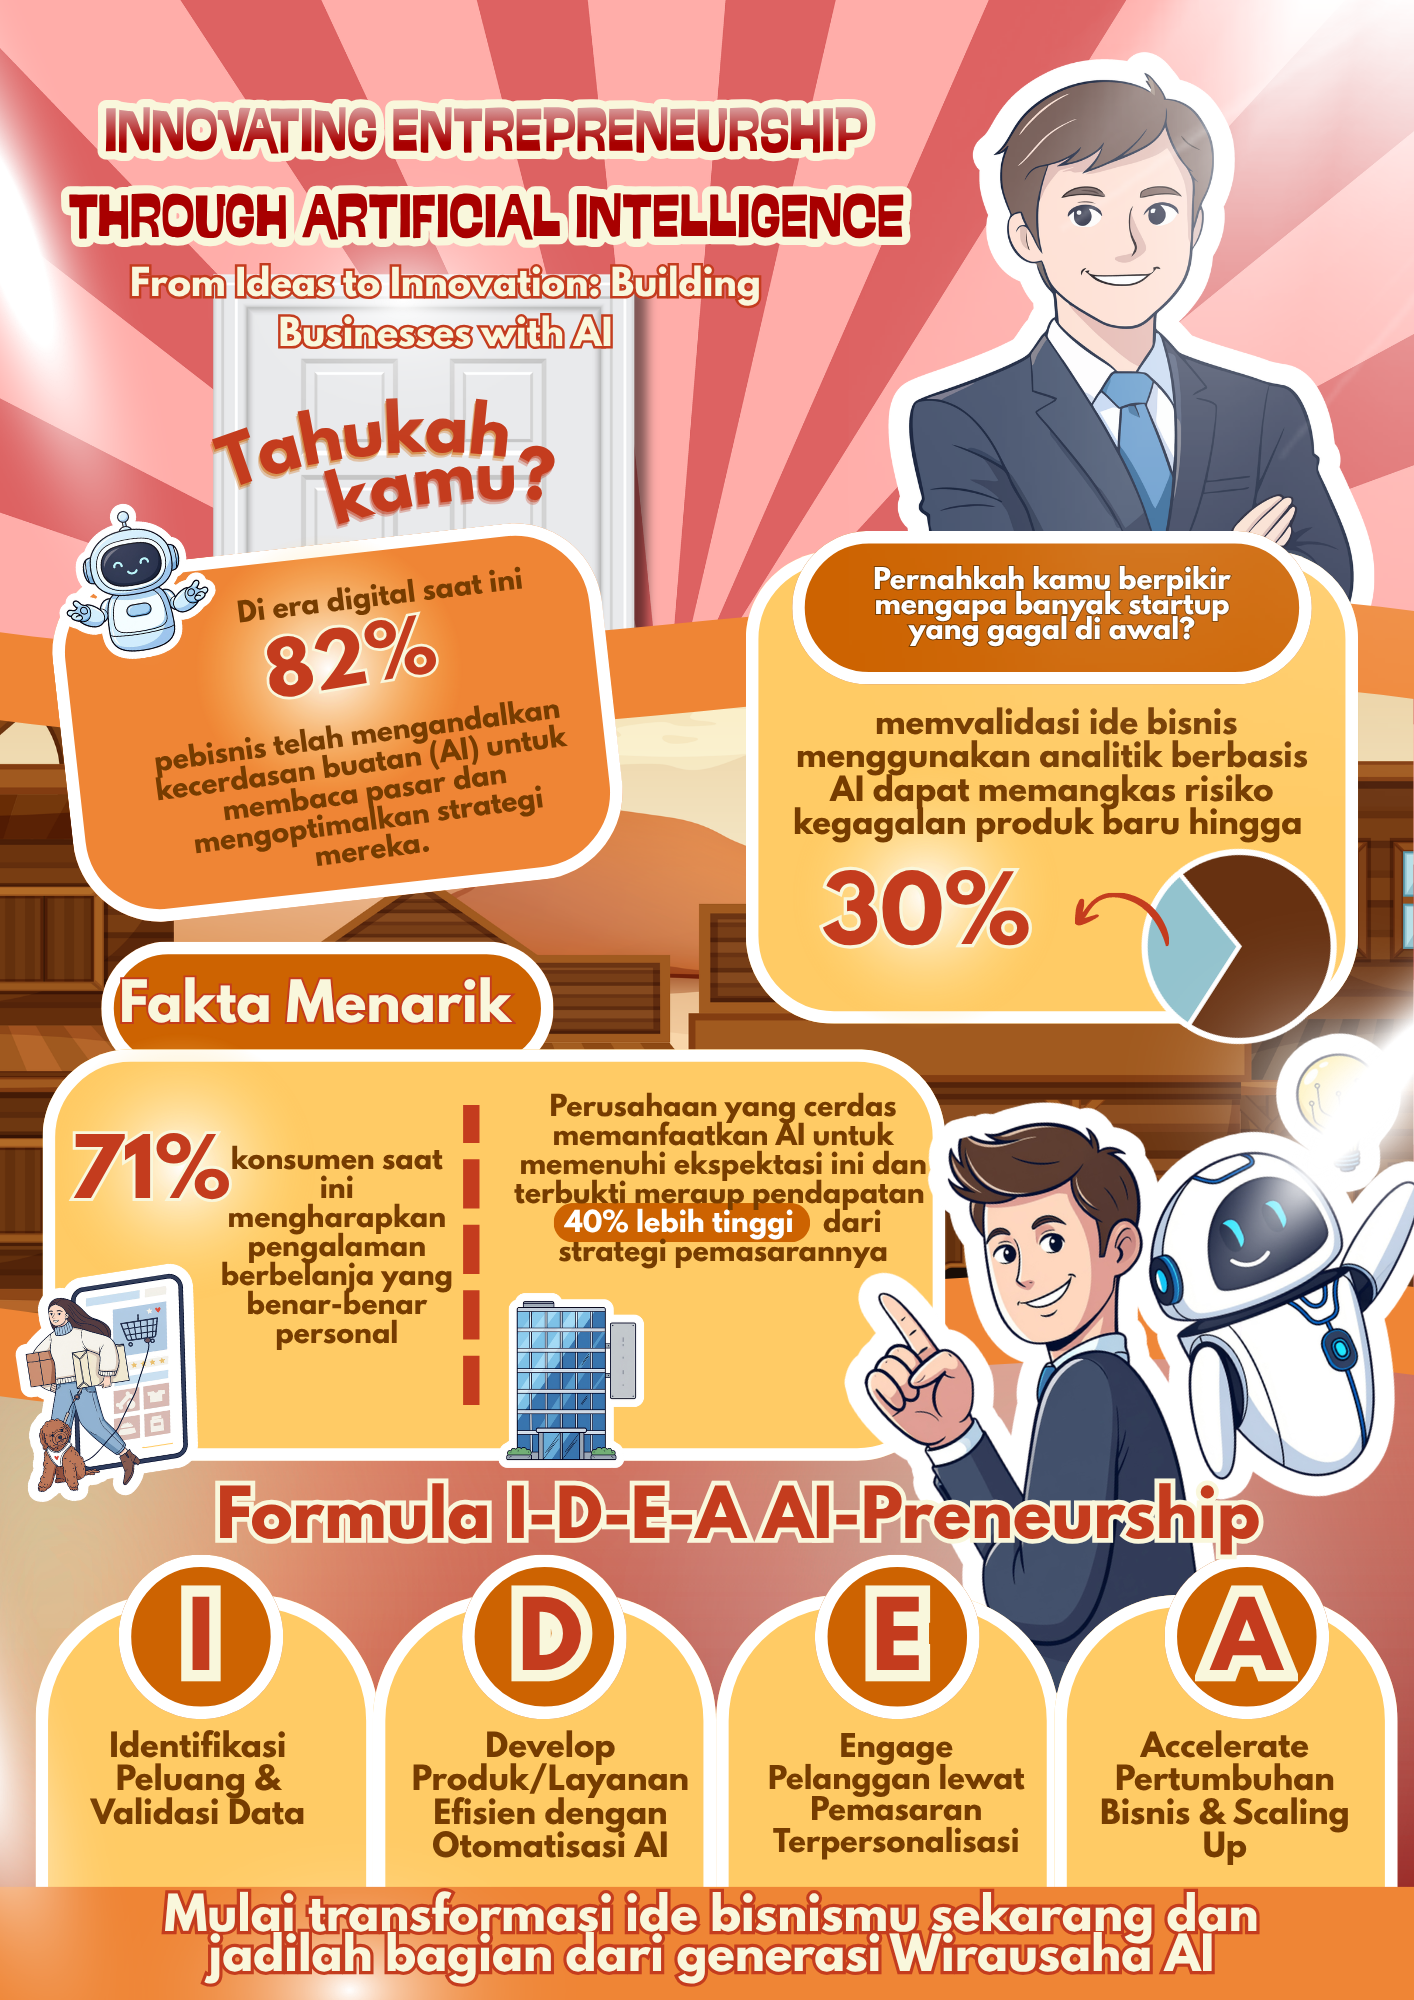 INNOVATING ENTREPRENEURSHIP
THROUGH ARTIFICIAL INTELLIGENCE
From Ideas to Innovation: Building
Businesses with AI
Tahukah
kamu?
Di era digital saat ini
82%
pebisnis telah mengandalkan
kecerdasan buatan (AI) untuk
membaca pasar dan
mengoptimalkan strategi
mereka.
Pernahkah kamu berpikir
mengapa banyak startup
yang gagal di awal?
memvalidasi ide bisnis
menggunakan analitik berbasis
AI dapat memangkas risiko
kegagalan produk baru hingga
30%
Fakta Menarik
71%
konsumen saat
ini
mengharapkan
pengalaman
berbelanja yang
benar-benar
personal
Perusahaan yang cerdas
memanfaatkan AI untuk
memenuhi ekspektasi ini dan
terbukti meraup pendapatan
40% lebih tinggi dari
strategi pemasarannya
Formula I-D-E-A AI-Preneurship
I
Identifikasi
Peluang &
Validasi Data
D
Develop
Produk/Layanan
Efisien dengan
Otomatisasi AI
E
Engage
Pelanggan lewat
Pemasaran
Terpersonalisasi
A
Accelerate
Pertumbuhan
Bisnis & Scaling
Up
Mulai transformasi ide bisnismu sekarang dan
jadilah bagian dari generasi Wirausaha AI